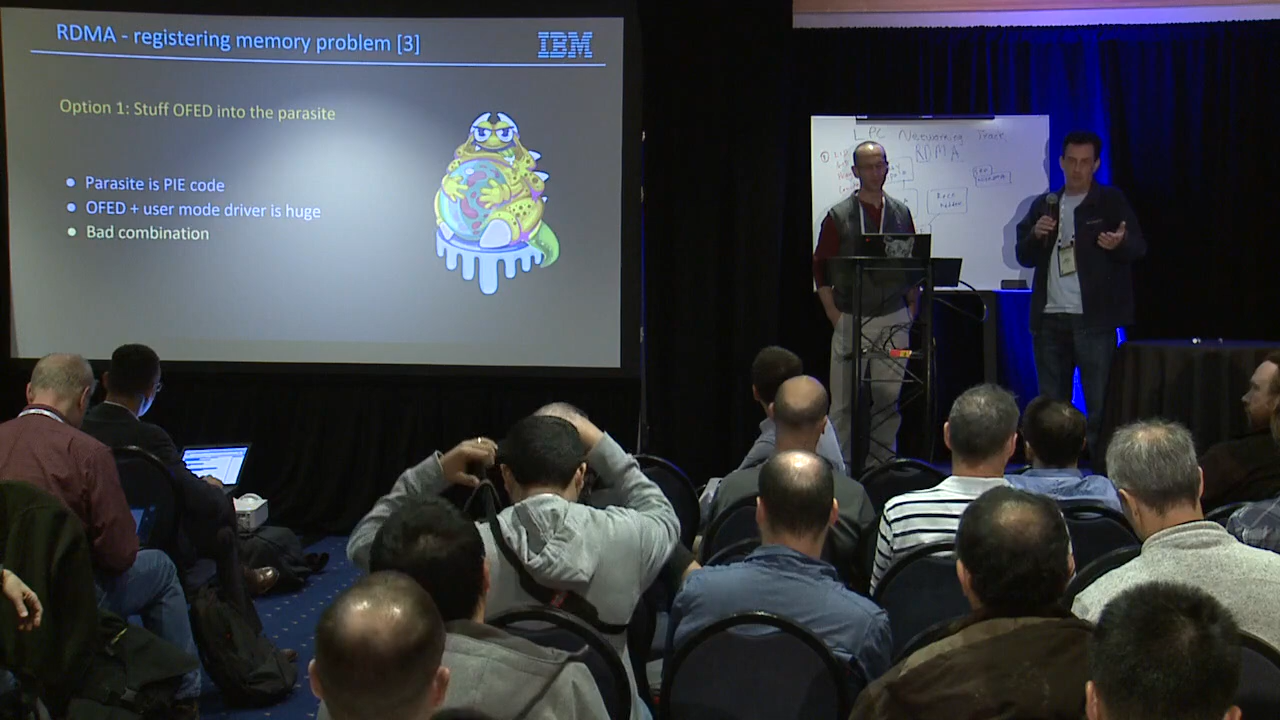 RDMA - registering memory problem [3]
IBM
Option 1: Stuff OFED into the parasite
Parasite is PIE code
OFED + user mode driver is huge
Bad combination
LPC Networking Track
RDMA